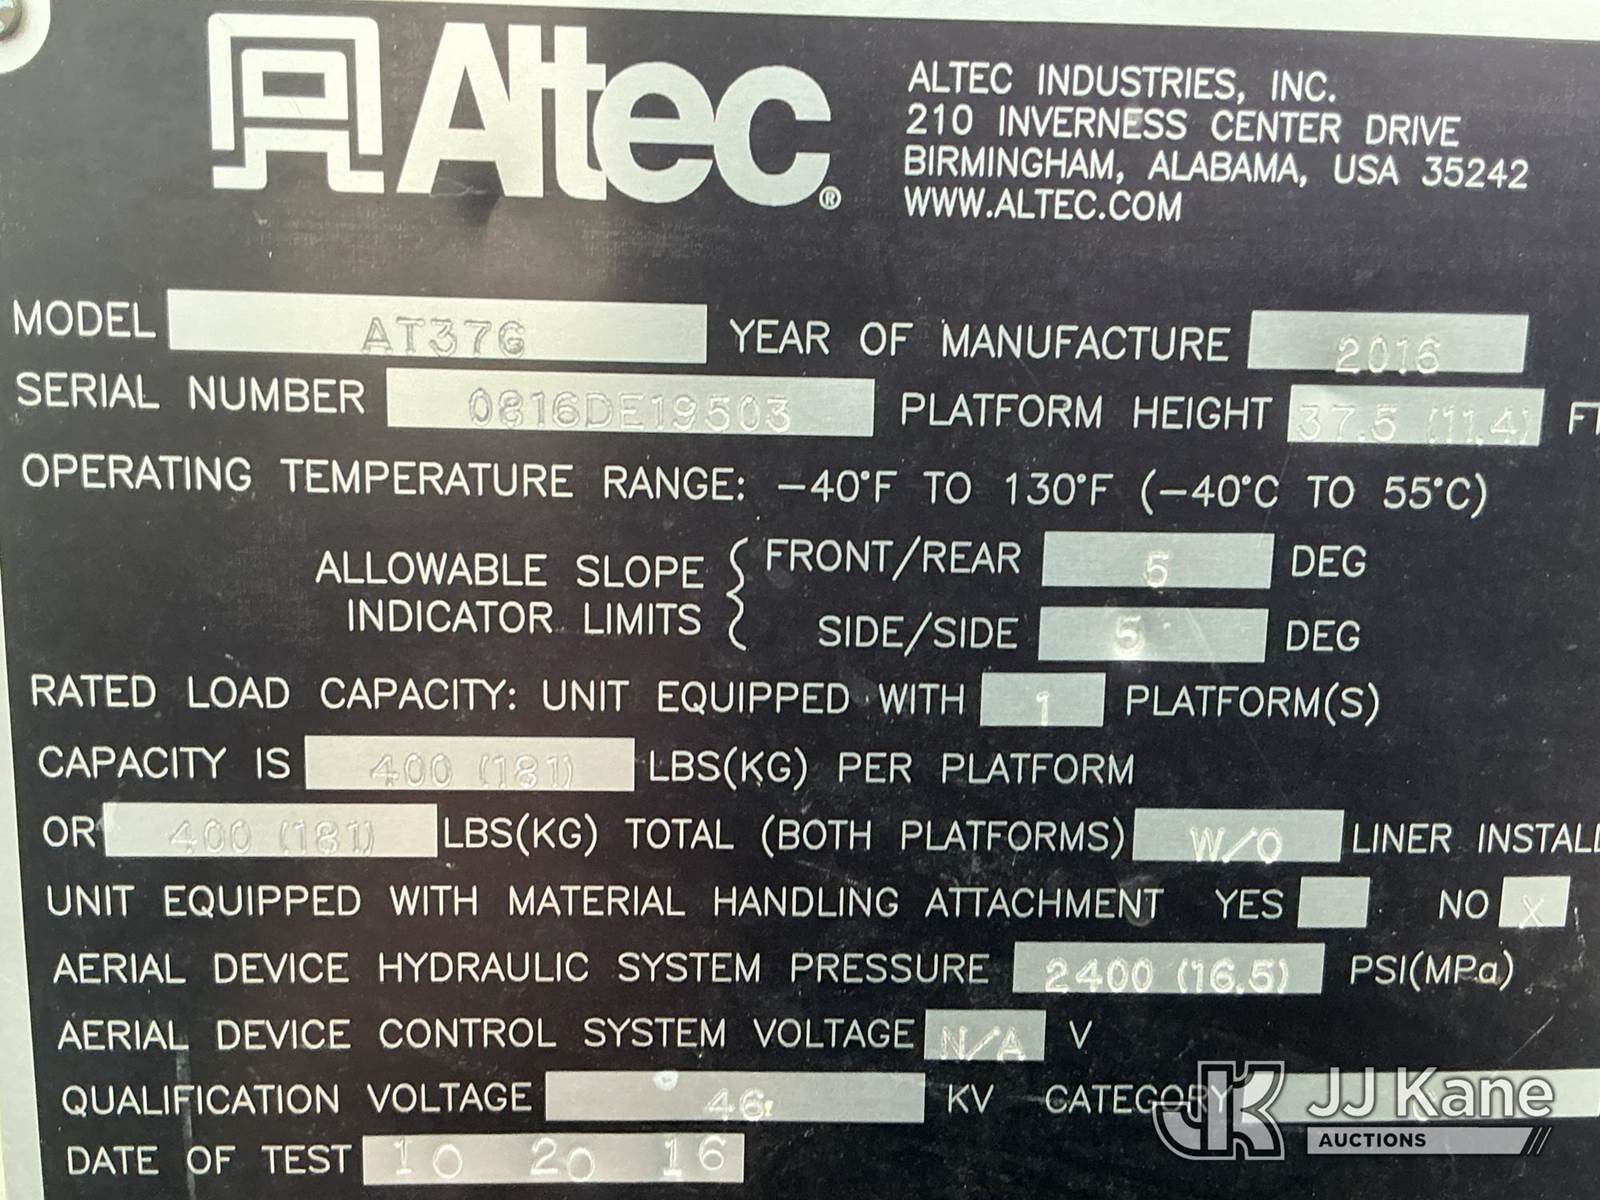 Altec®
ALTEC INDUSTRIES, INC.
210 INVERNESS CENTER DRIVE
BIRMINGHAM, ALABAMA, USA 35242
WWW.ALTEC.COM
MODEL AT37G YEAR OF MANUFACTURE 2016
SERIAL NUMBER 0816DE19503 PLATFORM HEIGHT 37.5 (11.4) FT
OPERATING TEMPERATURE RANGE: -40°F TO 130°F (-40°C TO 55°C)
ALLOWABLE SLOPE INDICATOR LIMITS { FRONT/REAR 5 DEG
SIDE/SIDE 5 DEG
RATED LOAD CAPACITY: UNIT EQUIPPED WITH 1 PLATFORM(S)
CAPACITY IS 400 (181) LBS(KG) PER PLATFORM
OR 400 (181) LBS(KG) TOTAL (BOTH PLATFORMS) W/O LINER INSTALL
UNIT EQUIPPED WITH MATERIAL HANDLING ATTACHMENT YES NO X
AERIAL DEVICE HYDRAULIC SYSTEM PRESSURE 2400 (16.5) PSI(MPa)
AERIAL DEVICE CONTROL SYSTEM VOLTAGE N/A V
QUALIFICATION VOLTAGE 46 KV CATEGORY
DATE OF TEST 10 20 16
JK JJ Kane
AUCTIONS